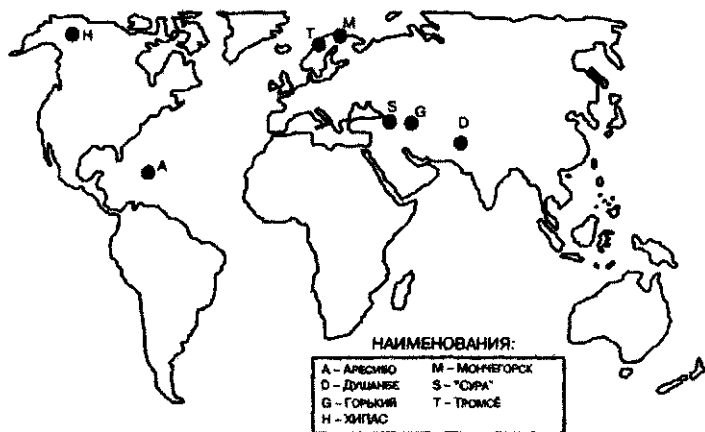 H
T
M
S
G
D
A
НАИМЕНОВАНИЯ:
A – АРЕСИБО M – МОНЧЕГОРСК
D – ДУШАНБЕ S – "СУРА"
G – ГОРЬКИЙ T – ТРОМСЁ
H – ХИПАС